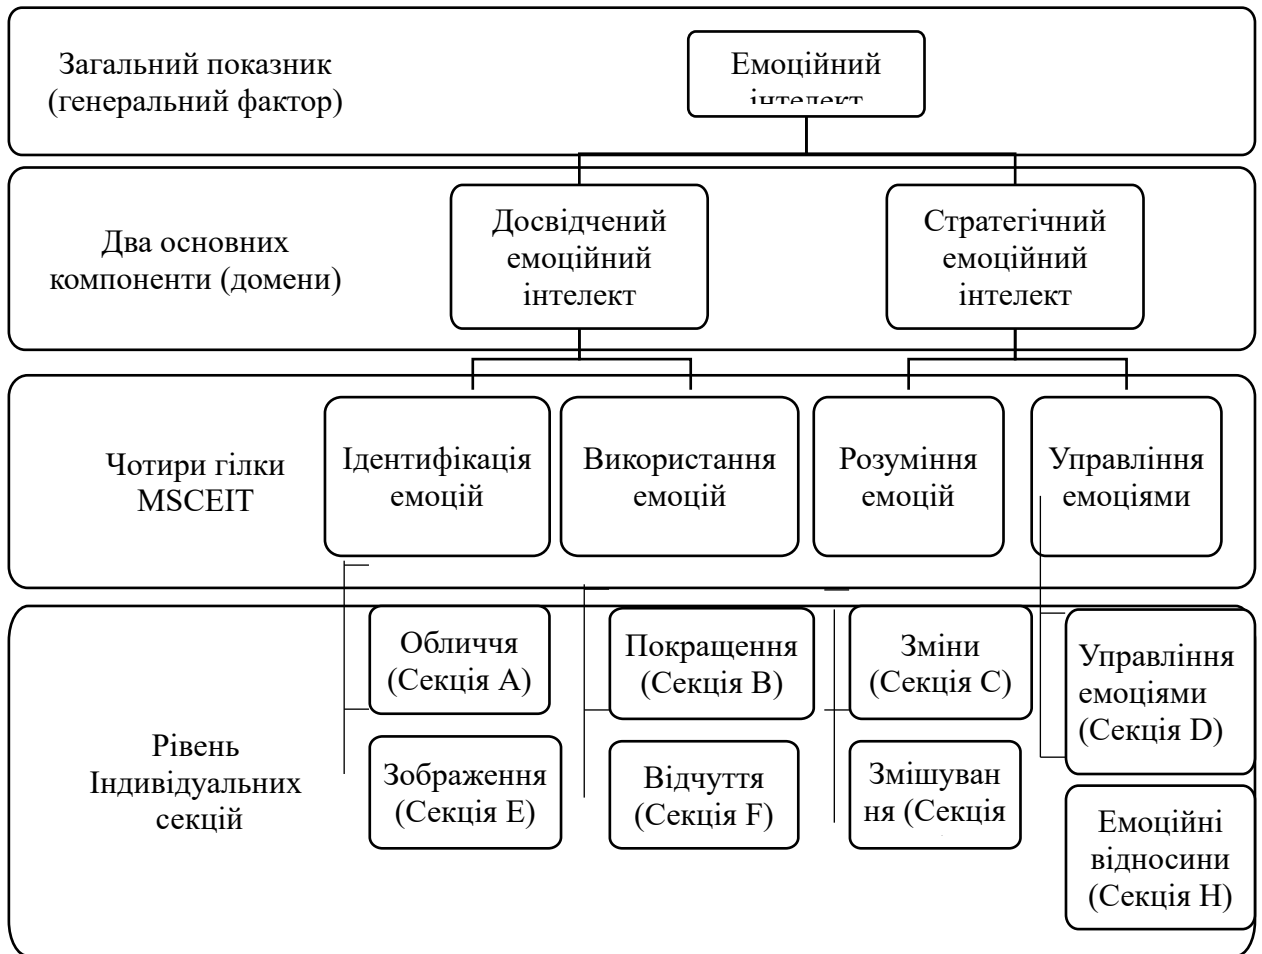 Загальний показник
(генеральний фактор)
Емоційний
інтелект
Два основних
компоненти (домени)
Досвідчений
емоційний
інтелект
Стратегічний
емоційний
інтелект
Чотири гілки
MSCEIT
Ідентифікація
емоцій
Використання
емоцій
Розуміння
емоцій
Управління
емоціями
Рівень
Індивідуальних
секцій
Обличчя
(Секція A)
Зображення
(Секція E)
Покращення
(Секція B)
Відчуття
(Секція F)
Зміни
(Секція C)
Змішуван
ня (Секція
Управління
емоціями
(Секція D)
Емоційні
відносини
(Секція H)